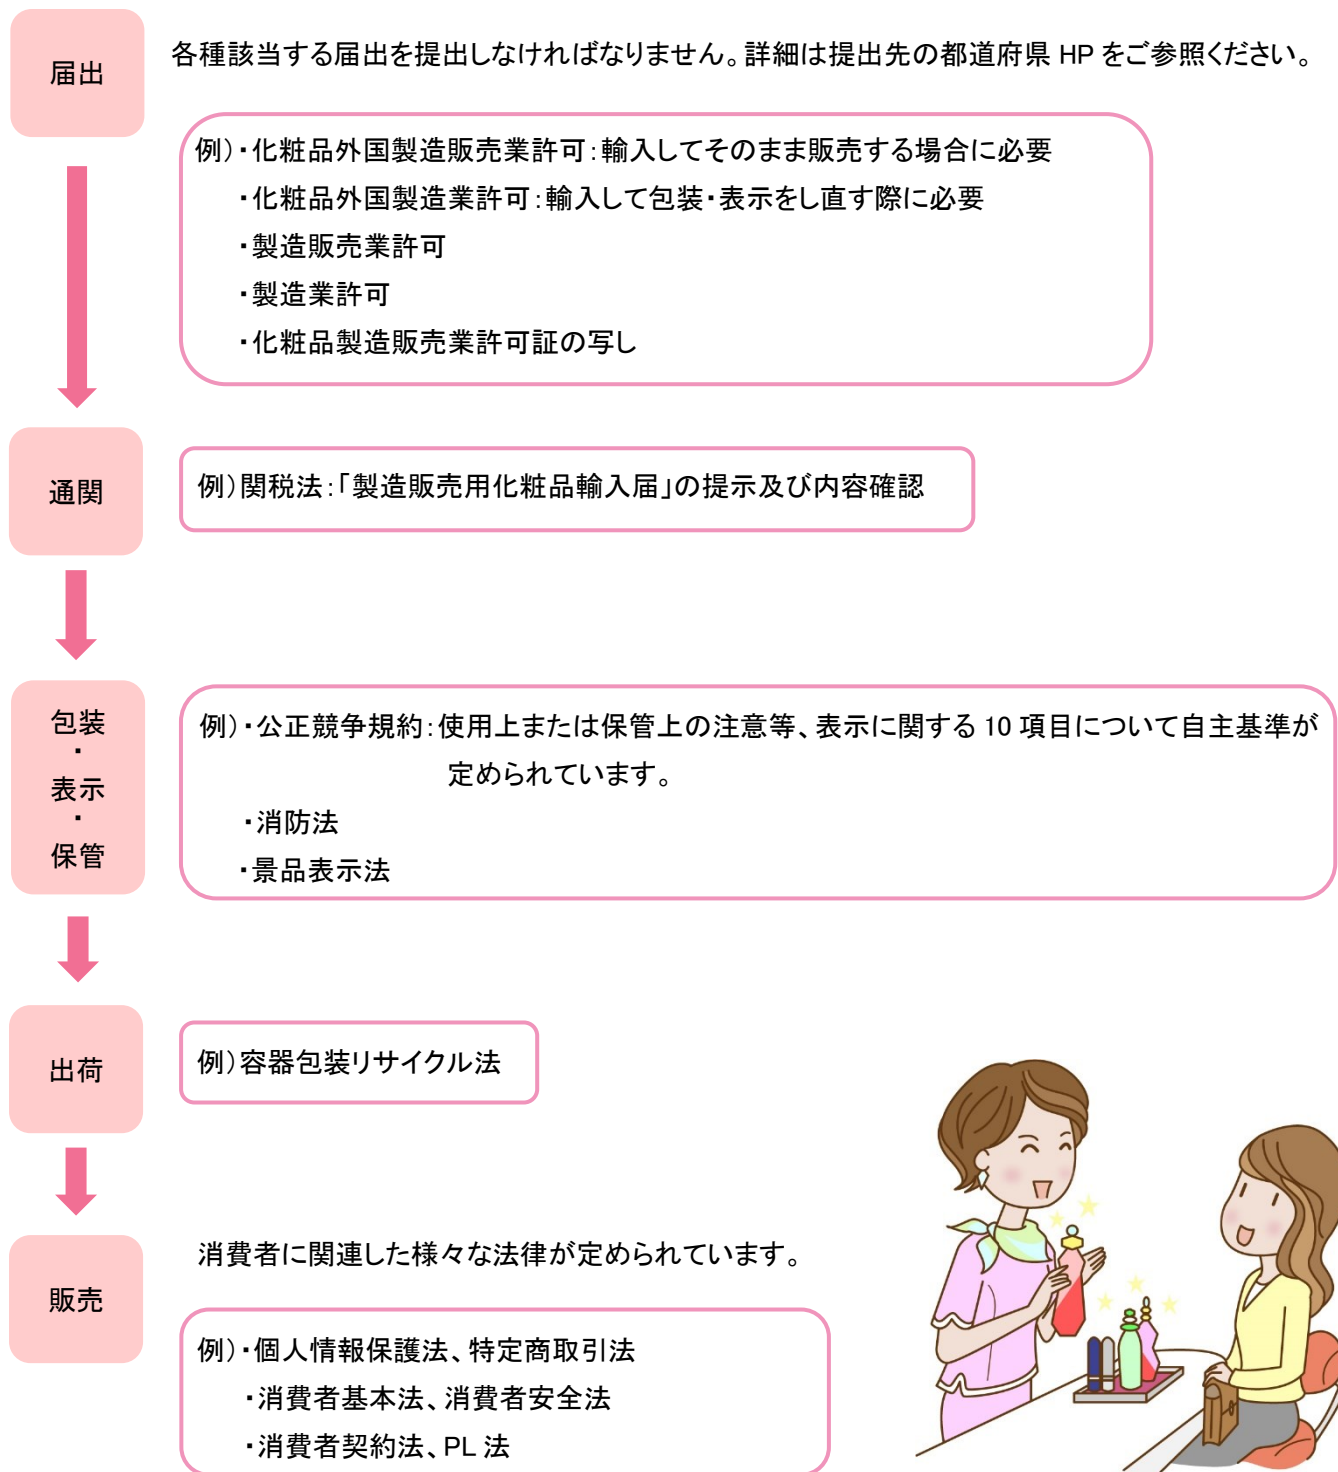 届出
各種該当する届出を提出しなければなりません。詳細は提出先の都道府県 HP をご参照ください。
例)・化粧品外国製造販売業許可:輸入してそのまま販売する場合に必要
・化粧品外国製造業許可:輸入して包装・表示をし直す際に必要
・製造販売業許可
・製造業許可
・化粧品製造販売業許可証の写し
通関
例)関税法:「製造販売用化粧品輸入届」の提示及び内容確認
包装
・
表示
・
保管
例)・公正競争規約:使用上または保管上の注意等、表示に関する 10 項目について自主基準が
定められています。
・消防法
・景品表示法
出荷
例)容器包装リサイクル法
販売
消費者に関連した様々な法律が定められています。
例)・個人情報保護法、特定商取引法
・消費者基本法、消費者安全法
・消費者契約法、PL 法